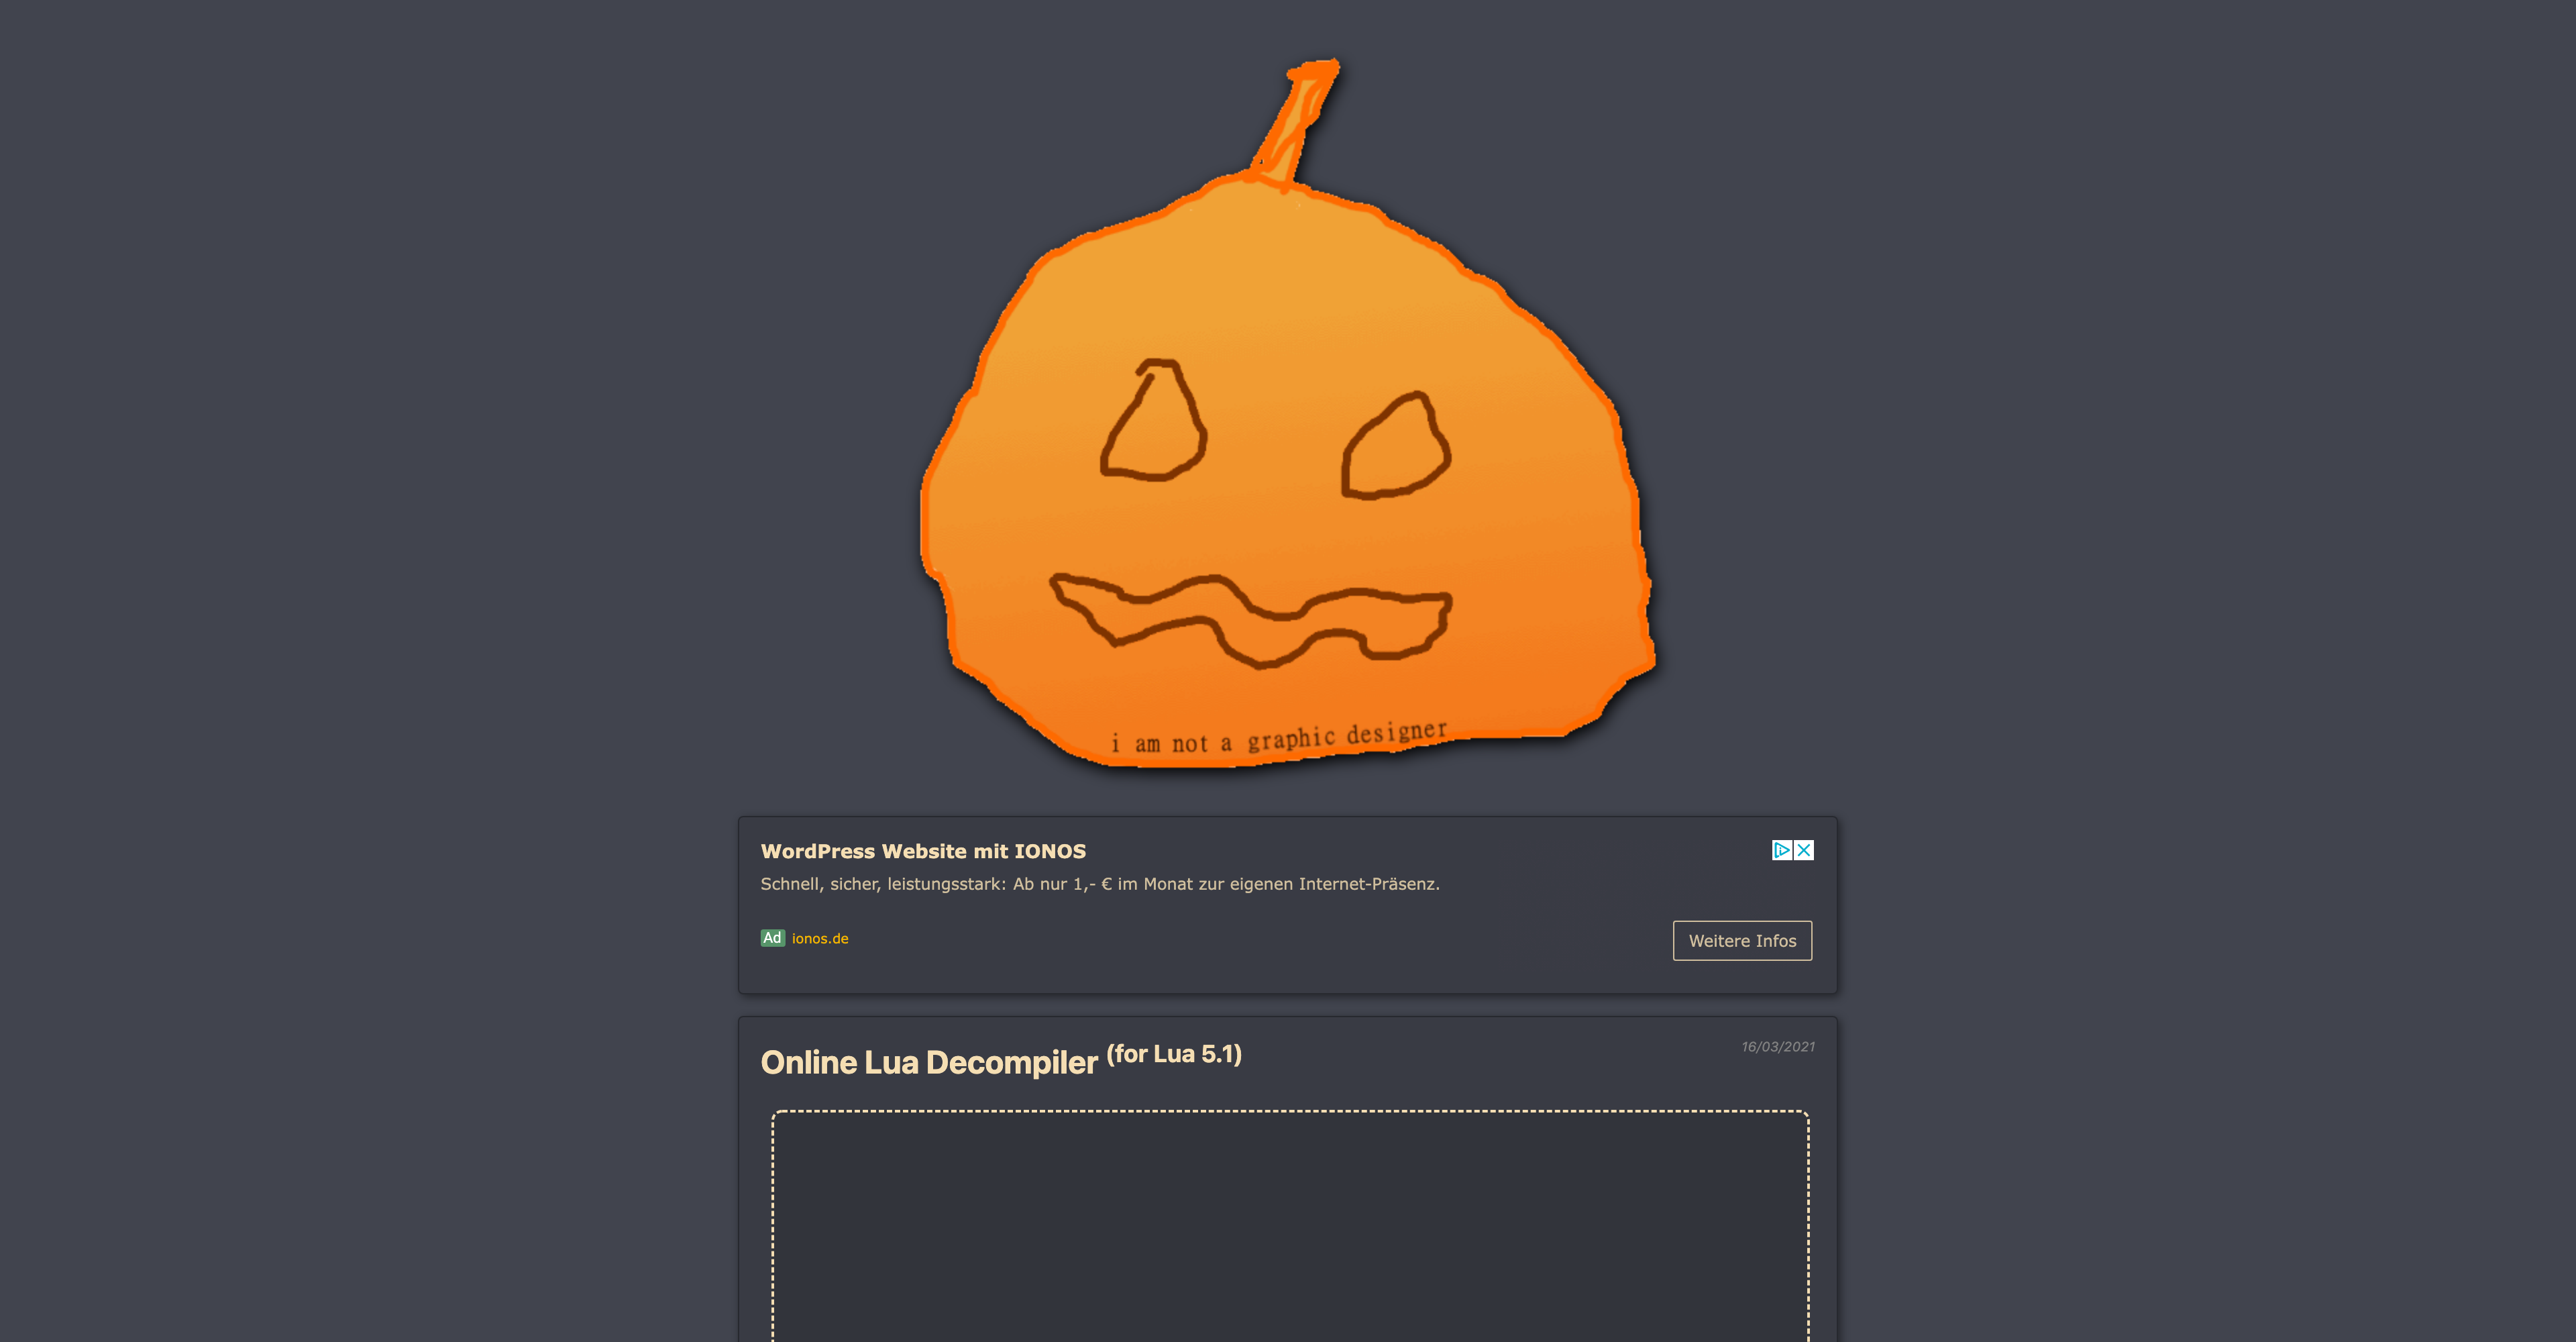 i am not a graphic designer
WordPress Website mit IONOS
Schnell, sicher, leistungsstark: Ab nur 1,- € im Monat zur eigenen Internet-Präsenz.
Ad ionos.de
Weitere Infos
Online Lua Decompiler (for Lua 5.1)
16/03/2021